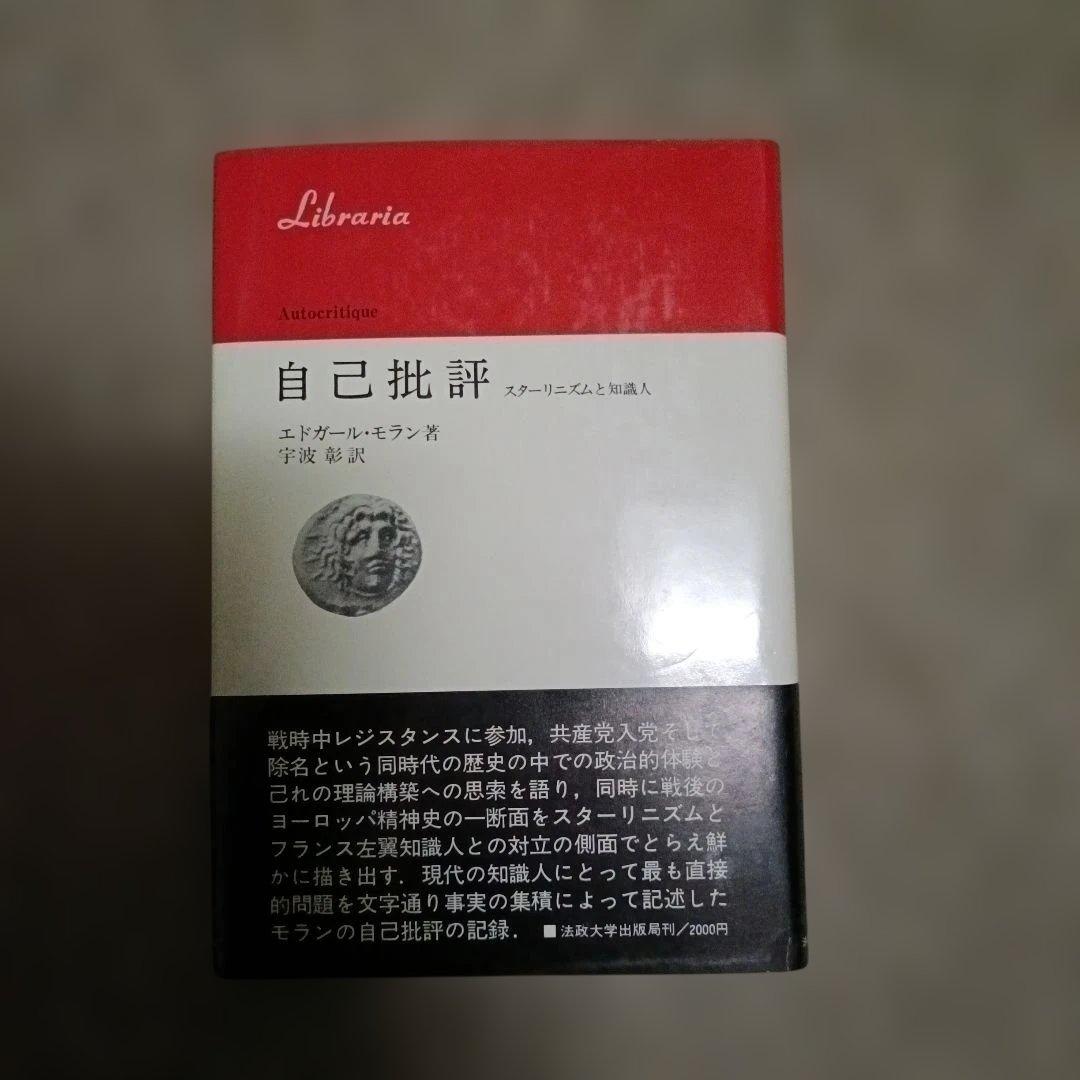 Libraria
Autocritique
自己批評 スターリニズムと知識人
エドガール・モラン著
宇波 彰訳
戦時中レジスタンスに参加，共産党入党そして
除名という同時代の歴史の中での政治的体験と
己れの理論構築への思索を語り，同時に戦後の
ヨーロッパ精神史の一断面をスターリニズムと
フランス左翼知識人との対立の側面でとらえ鮮
かに描き出す．現代の知識人にとって最も直接
的問題を文字通り事実の集積によって記述した
モランの自己批評の記録． ■法政大学出版局刊／2000円